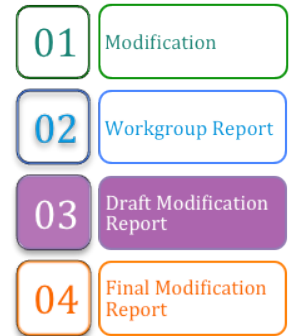 01
Modification
02
Workgroup Report
03
Draft Modification
Report
04
Final Modification
Report